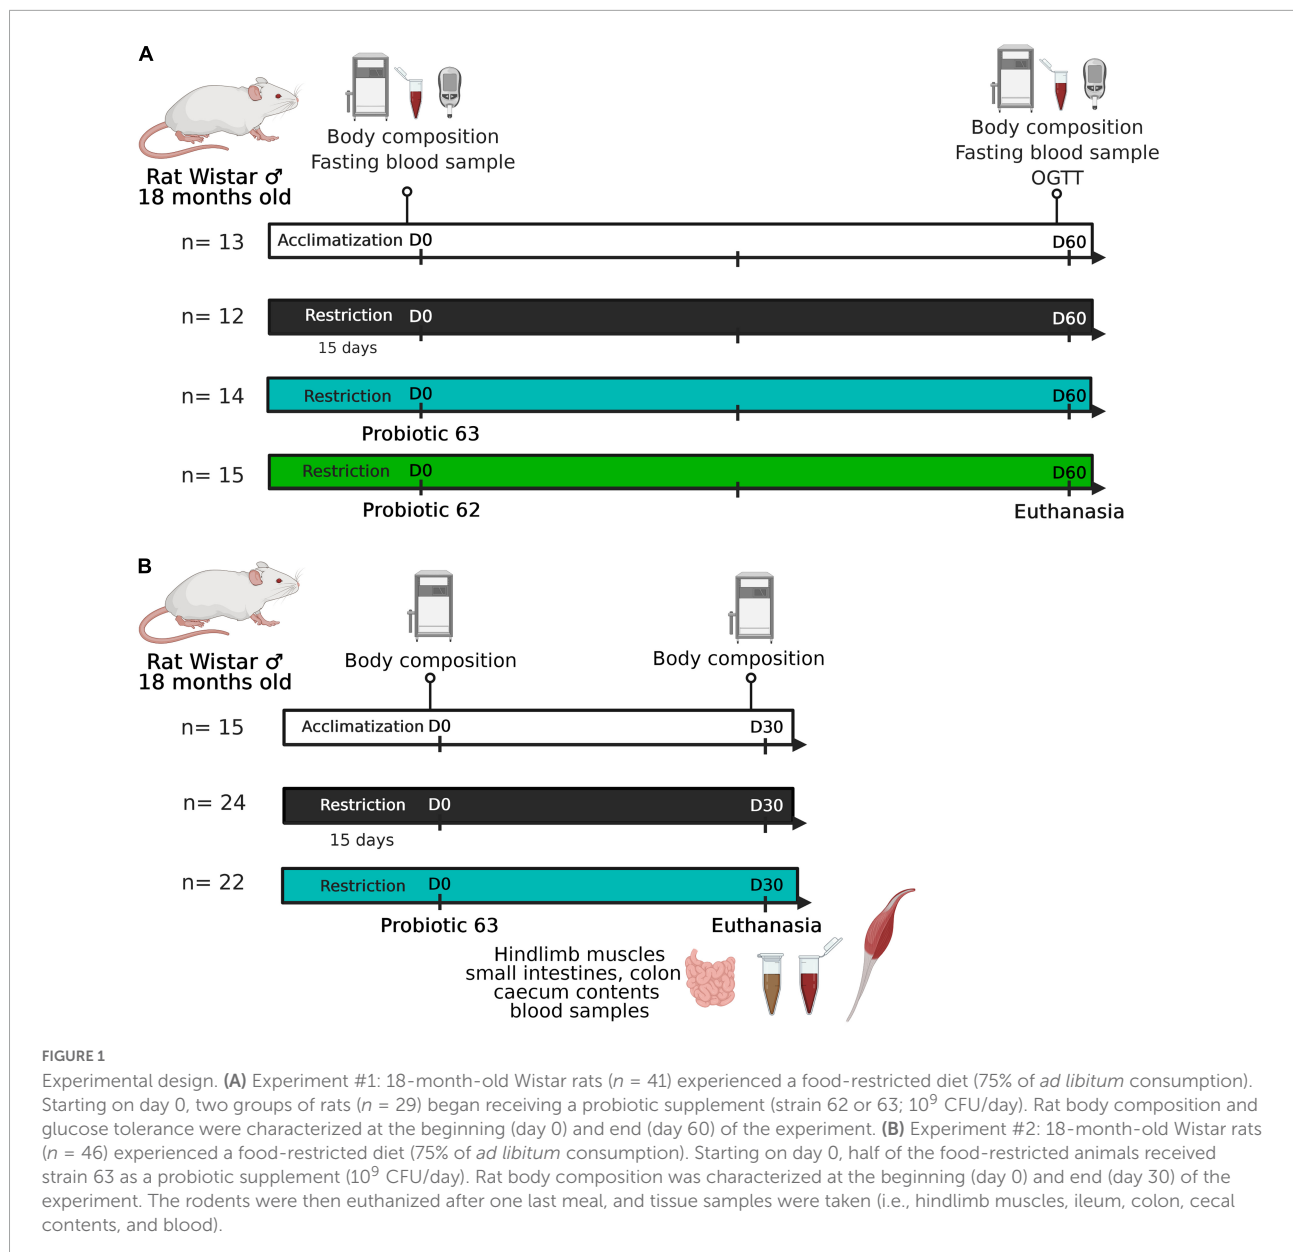 A
Body composition
Fasting blood sample
Body composition
Fasting blood sample
OGTT
Rat Wistar ♂
18 months old
n= 13
Acclimatization D0
D60
n= 12
Restriction D0
D60
15 days
n= 14
Restriction D0
D60
Probiotic 63
n= 15
Restriction D0
D60
Probiotic 62
Euthanasia
B
Rat Wistar ♂
18 months old
Body composition
Body composition
n= 15
Acclimatization D0
D30
n= 24
Restriction D0
D30
15 days
n= 22
Restriction D0
D30
Probiotic 63
Euthanasia
Hindlimb muscles
small intestines, colon
caecum contents
blood samples
FIGURE 1
Experimental design. (A) Experiment #1: 18-month-old Wistar rats (n = 41) experienced a food-restricted diet (75% of ad libitum consumption).
Starting on day 0, two groups of rats (n = 29) began receiving a probiotic supplement (strain 62 or 63; 10⁹ CFU/day). Rat body composition and
glucose tolerance were characterized at the beginning (day 0) and end (day 60) of the experiment. (B) Experiment #2: 18-month-old Wistar rats
(n = 46) experienced a food-restricted diet (75% of ad libitum consumption). Starting on day 0, half of the food-restricted animals received
strain 63 as a probiotic supplement (10⁹ CFU/day). Rat body composition was characterized at the beginning (day 0) and end (day 30) of the
experiment. The rodents were then euthanized after one last meal, and tissue samples were taken (i.e., hindlimb muscles, ileum, colon, cecal
contents, and blood).